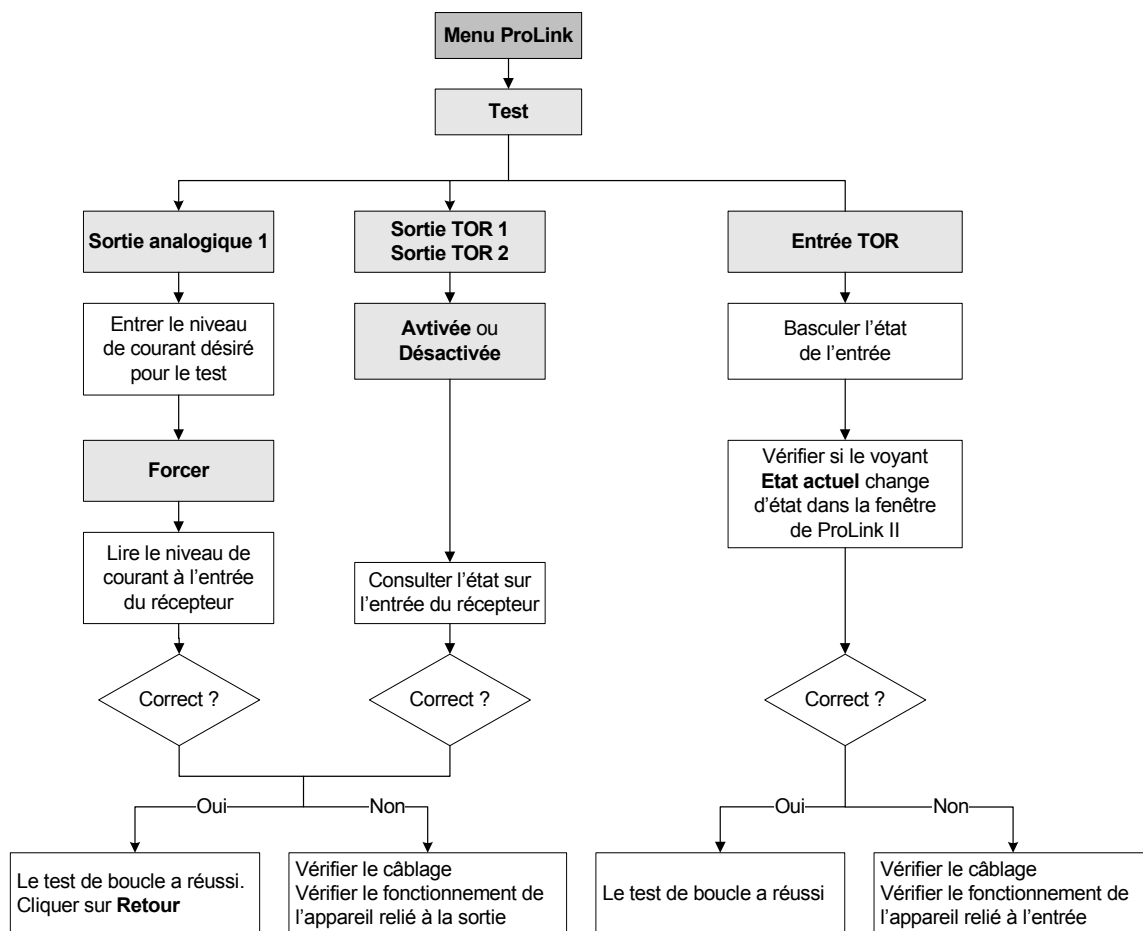 Menu ProLink
Test
Sortie analogique 1
Entrer le niveau
de courant désiré
pour le test
Forcer
Lire le niveau de
courant à l'entrée
du récepteur
Correct ?
Sortie TOR 1
Sortie TOR 2
Avtivée ou
Désactivée
Consulter l'état sur
l'entrée du récepteur
Correct ?
Oui
Non
Le test de boucle a réussi.
Cliquer sur Retour
Vérifier le câblage
Vérifier le fonctionnement de
l'appareil relié à la sortie
Entrée TOR
Basculer l'état
de l'entrée
Vérifier si le voyant
Etat actuel change
d'état dans la fenêtre
de ProLink II
Correct ?
Oui
Non
Le test de boucle a réussi
Vérifier le câblage
Vérifier le fonctionnement de
l'appareil relié à l'entrée